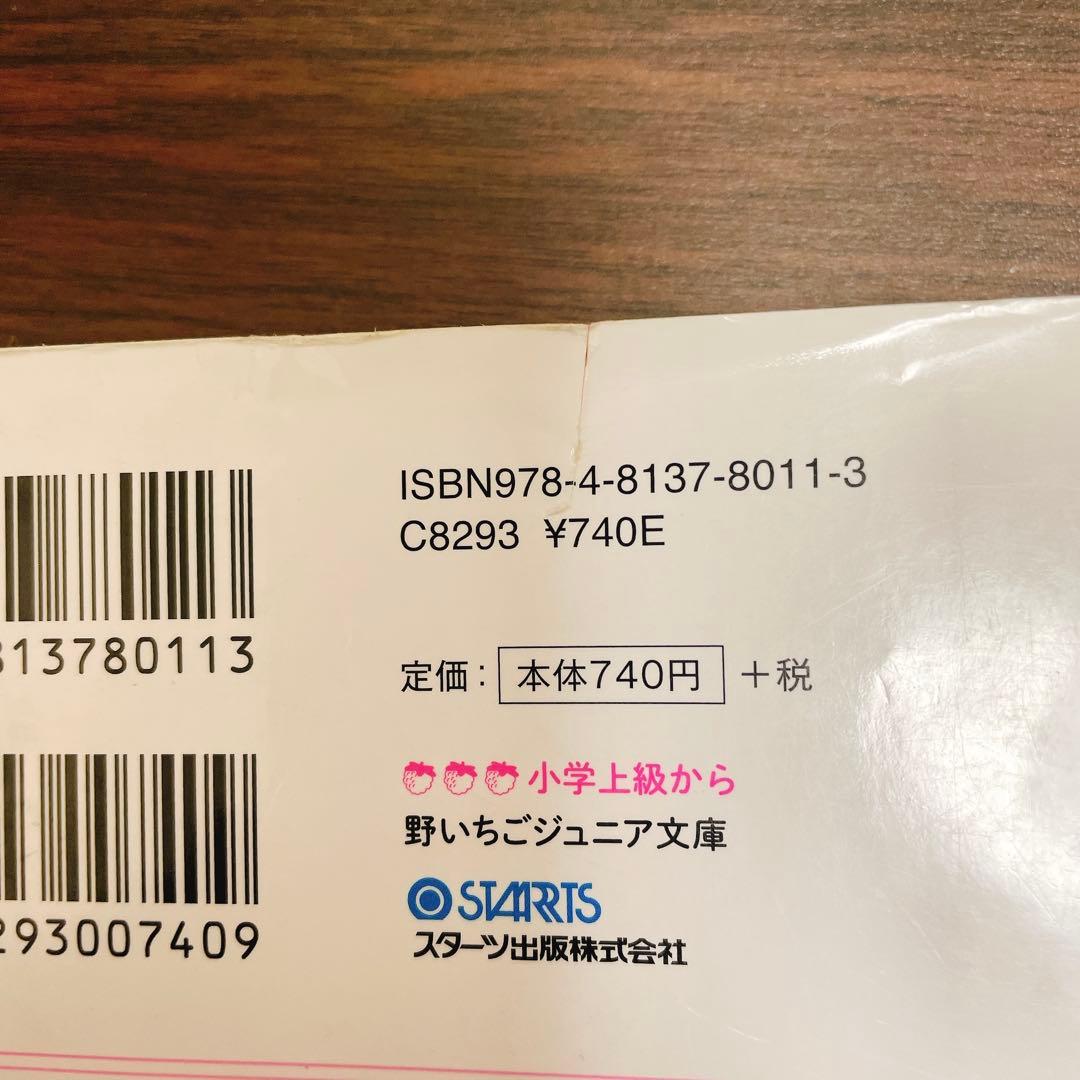 ISBN978-4-8137-8011-3
C8293 ¥740E
813780113
定価: 本体740円 +税
小学上級から
野いちごジュニア文庫
STARTS
スターツ出版株式会社
293007409